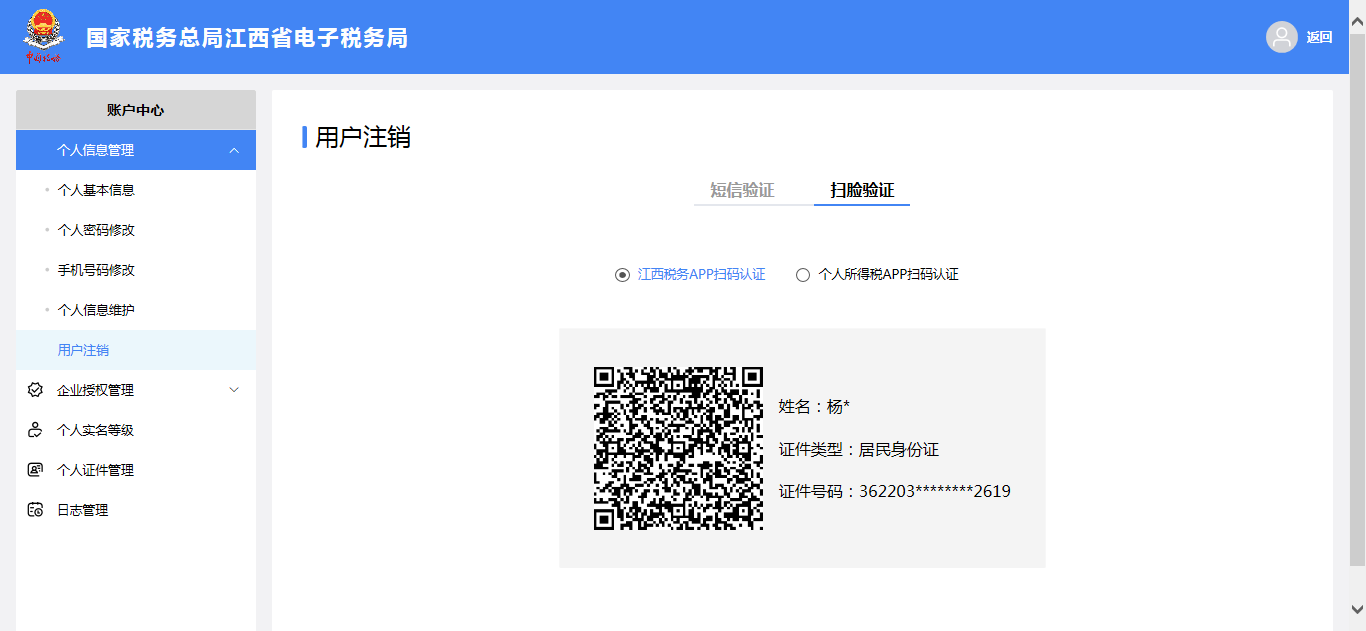 国家税务总局江西省电子税务局
返回
账户中心
个人信息管理
个人基本信息
个人密码修改
手机号码修改
个人信息维护
用户注销
企业授权管理
个人实名等级
个人证件管理
日志管理
用户注销
短信验证 扫脸验证
江西税务APP扫码认证 个人所得税APP扫码认证
姓名：杨*
证件类型：居民身份证
证件号码：362203********2619